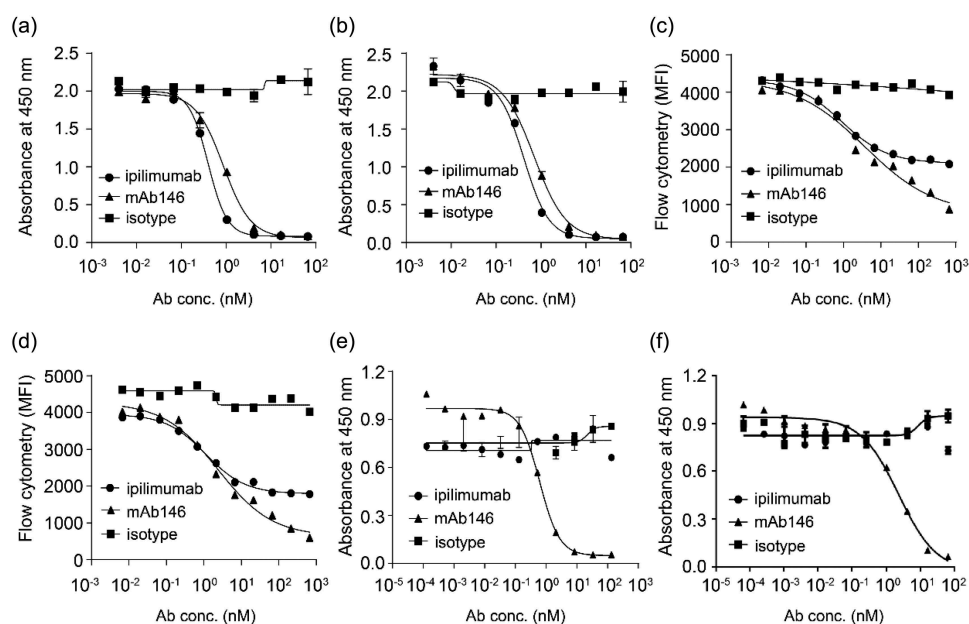 (a)
Absorbance at 450 nm
2.5
2.0
1.5
1.0
0.5
0.0
ipilimumab
mAb146
isotype
10-3 10-2 10-1 100 101 102
Ab conc. (nM)
(b)
Absorbance at 450 nm
2.5
2.0
1.5
1.0
0.5
0.0
ipilimumab
mAb146
isotype
10-3 10-2 10-1 100 101 102
Ab conc. (nM)
(c)
Flow cytometry (MFI)
5000
4000
3000
2000
1000
0
ipilimumab
mAb146
isotype
10-3 10-2 10-1 100 101 102 103
Ab conc. (nM)
(d)
Flow cytometry (MFI)
5000
4000
3000
2000
1000
0
ipilimumab
mAb146
isotype
10-3 10-2 10-1 100 101 102 103
Ab conc. (nM)
(e)
Absorbance at 450 nm
1.2
0.9
0.6
0.3
0.0
ipilimumab
mAb146
isotype
10-5 10-4 10-3 10-2 10-1 100 101 102 103
Ab conc. (nM)
(f)
Absorbance at 450 nm
1.2
0.9
0.6
0.3
0.0
ipilimumab
mAb146
isotype
10-5 10-4 10-3 10-2 10-1 100 101 102
Ab conc. (nM)